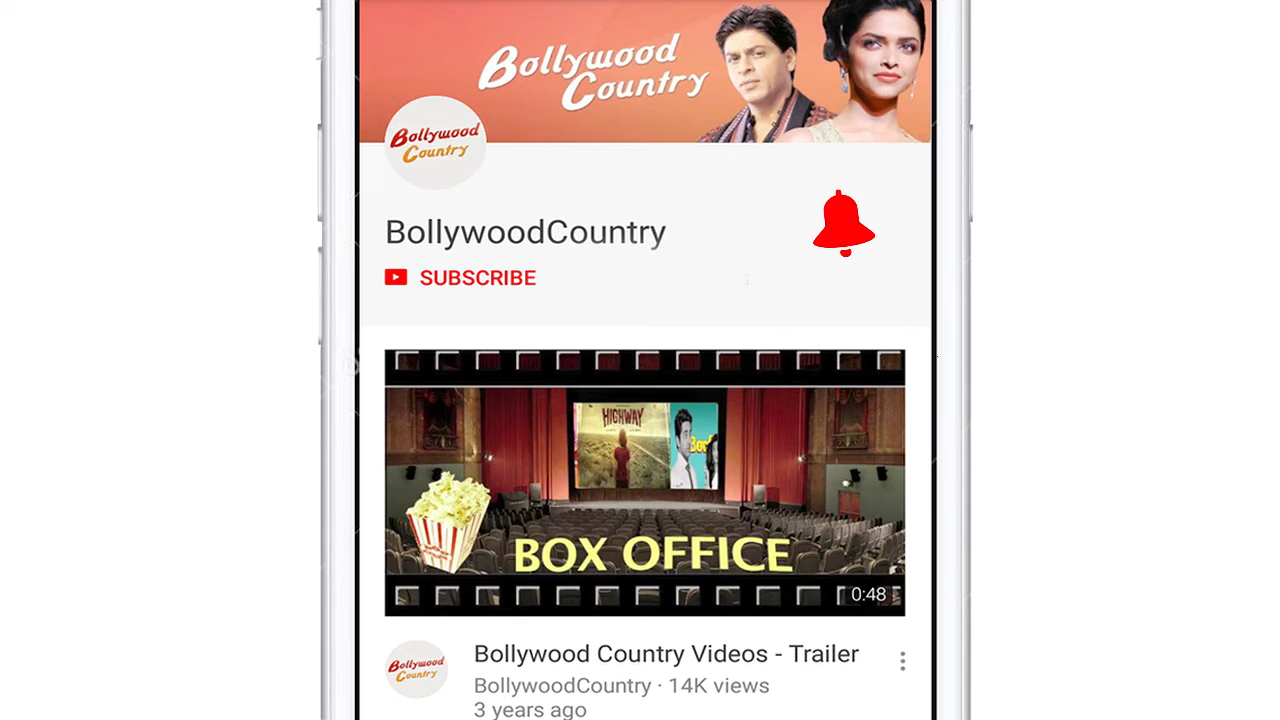 Bollywood
Country
Bollywood
Country
BollywoodCountry
SUBSCRIBE
HIGHWAY
BOX OFFICE
0:48
Bollywood
Country
Bollywood Country Videos - Trailer
BollywoodCountry · 14K views
3 years ago